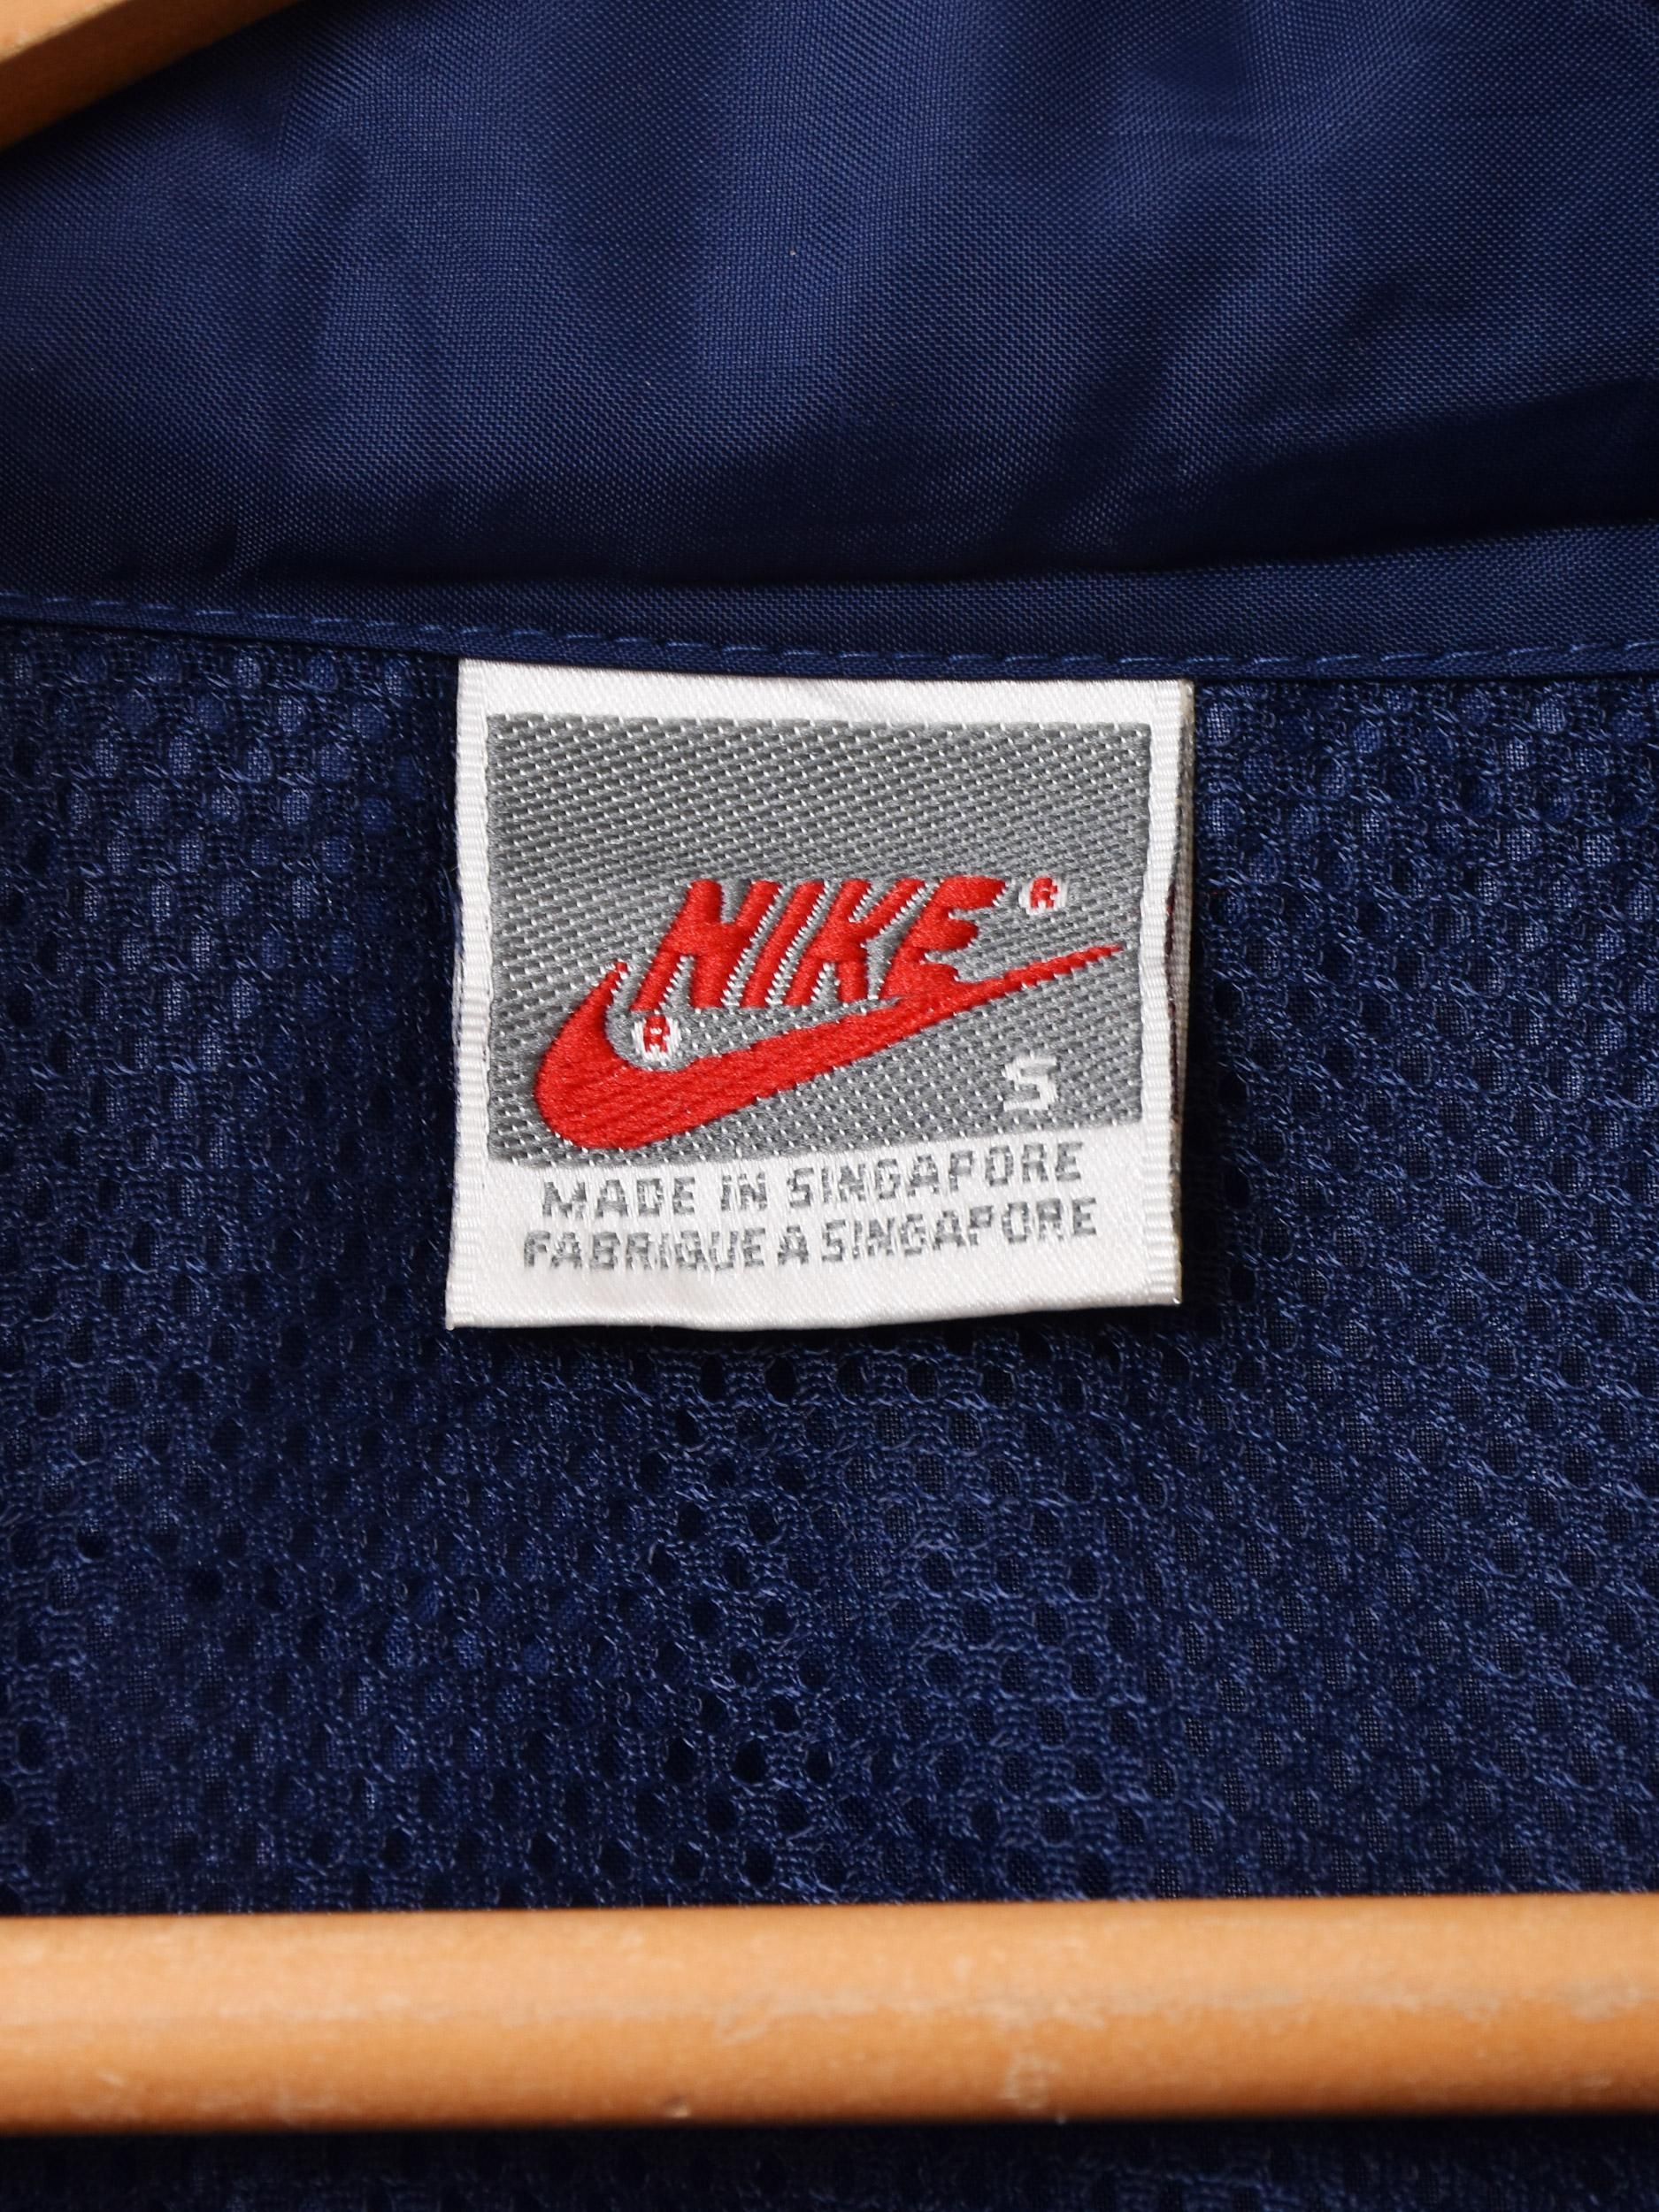 NIKE®
®
S
MADE IN SINGAPORE
FABRIQUE A SINGAPORE